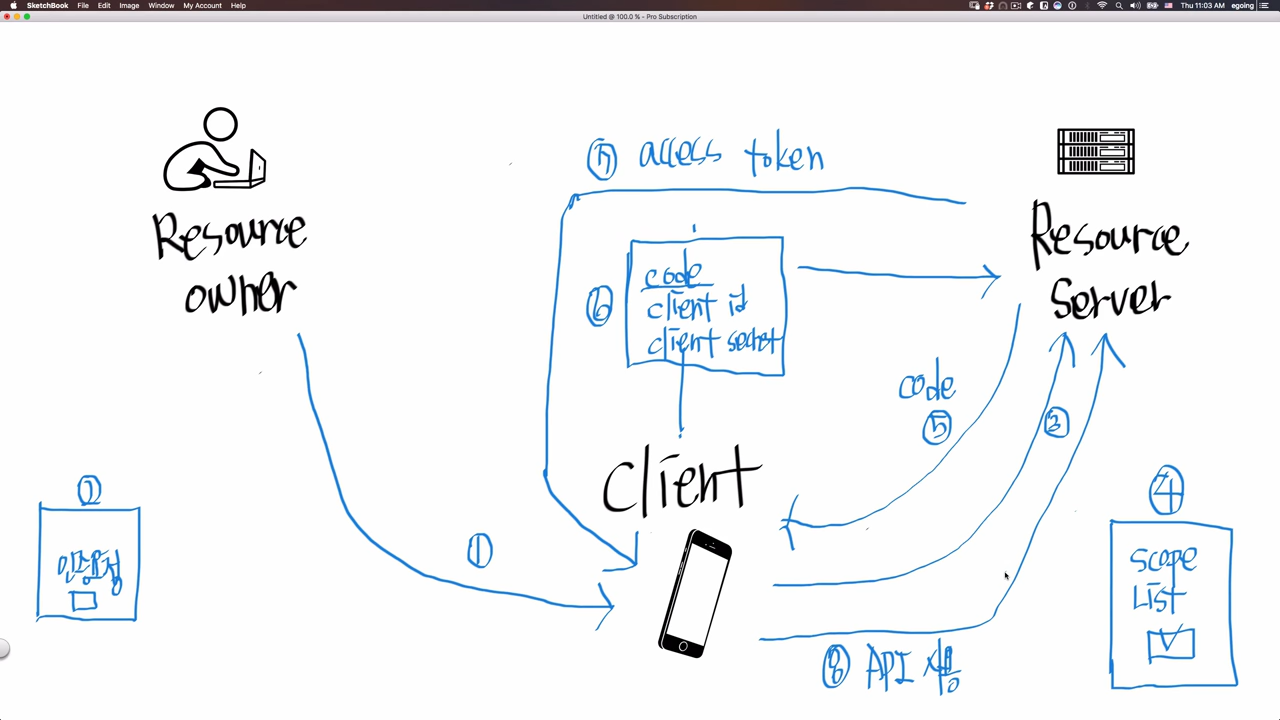 SketchBook File Edit Image Window My Account Help
Thu 11:03 AM egoing
Untitled @ 100.0 % - Pro Subscription
⑦ access token
Resource
owner
Resource
Server
⑥
code
client id
client secret
code
⑤
③
Client
①
②
인증요청
④
scope
List
⑧ API 사용